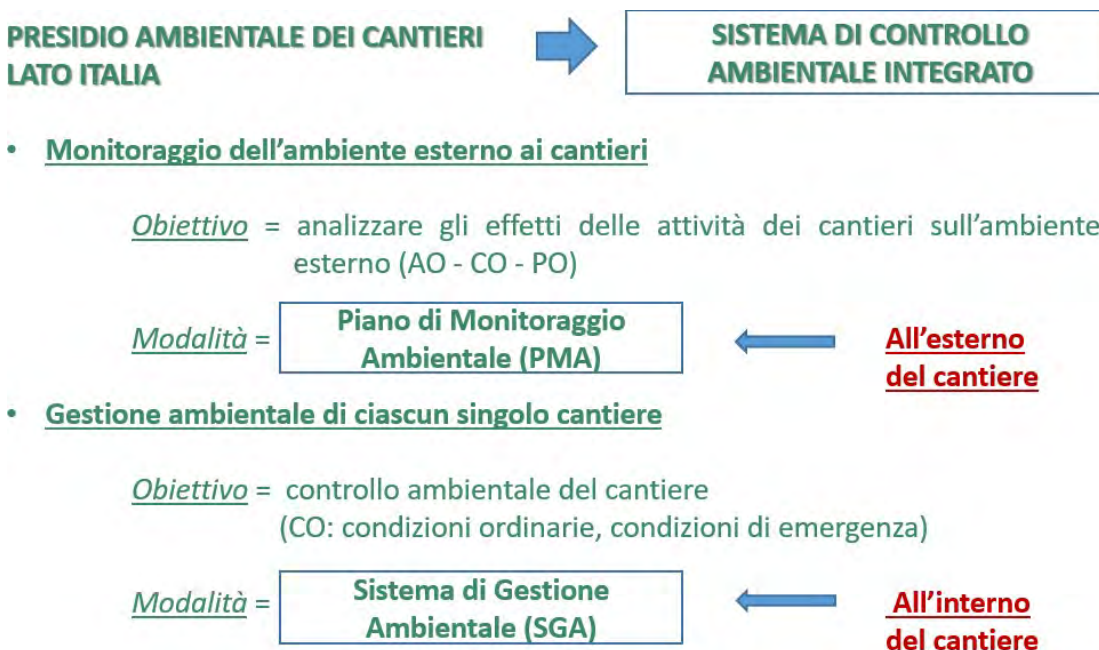 PRESIDIO AMBIENTALE DEI CANTIERI
LATO ITALIA
SISTEMA DI CONTROLLO
AMBIENTALE INTEGRATO
• Monitoraggio dell'ambiente esterno ai cantieri
Obiettivo = analizzare gli effetti delle attività dei cantieri sull'ambiente
esterno (AO - CO - PO)
Modalità =
Piano di Monitoraggio
Ambientale (PMA)
All'esterno
del cantiere
• Gestione ambientale di ciascun singolo cantiere
Obiettivo = controllo ambientale del cantiere
(CO: condizioni ordinarie, condizioni di emergenza)
Modalità =
Sistema di Gestione
Ambientale (SGA)
All'interno
del cantiere